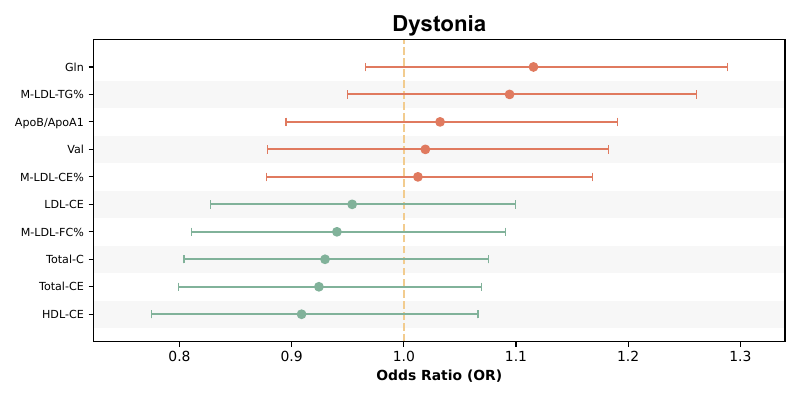 Dystonia
Gln
M-LDL-TG%
ApoB/ApoA1
Val
M-LDL-CE%
LDL-CE
M-LDL-FC%
Total-C
Total-CE
HDL-CE
0.8 0.9 1.0 1.1 1.2 1.3
Odds Ratio (OR)